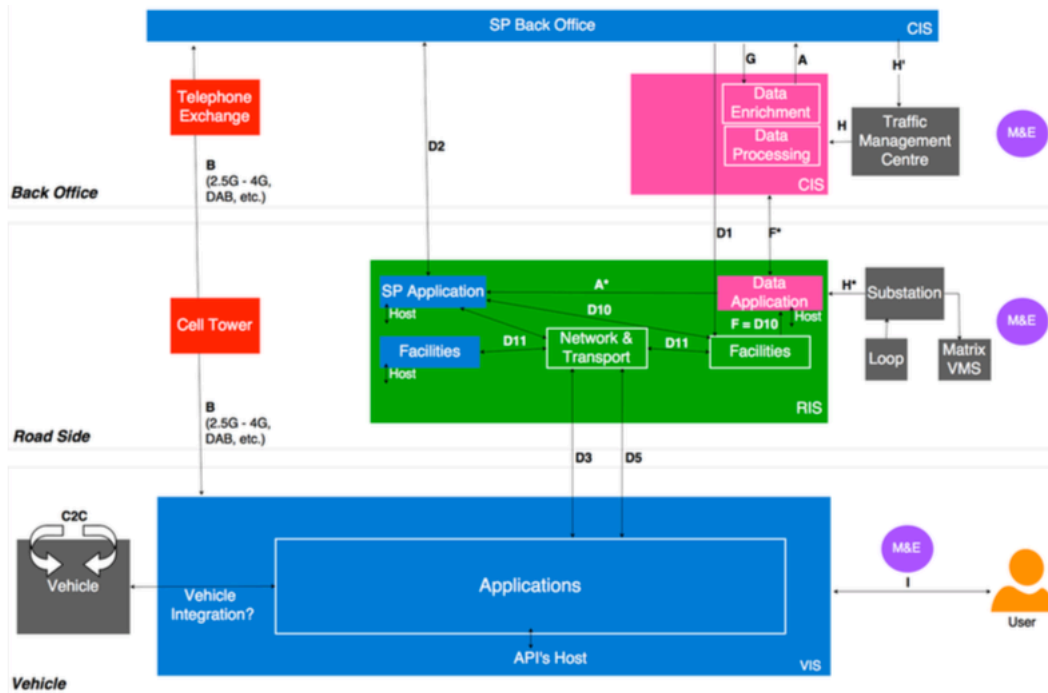 SP Back Office
CIS
G
A
H'
Telephone
Exchange
Data
Enrichment
Data
Processing
CIS
H
Traffic
Management
Centre
M&E
D2
B
(2.5G - 4G,
DAB, etc.)
Back Office
D1
F*
SP Application
Host
A*
D10
Data
Application
Host
F = D10
H*
Substation
M&E
Cell Tower
Facilities
Host
D11
Network &
Transport
D11
Facilities
Loop
Matrix
VMS
RIS
B
(2.5G - 4G,
DAB, etc.)
Road Side
D3
D5
C2C
Vehicle
Vehicle
Integration?
Applications
M&E
I
User
API's Host
VIS
Vehicle